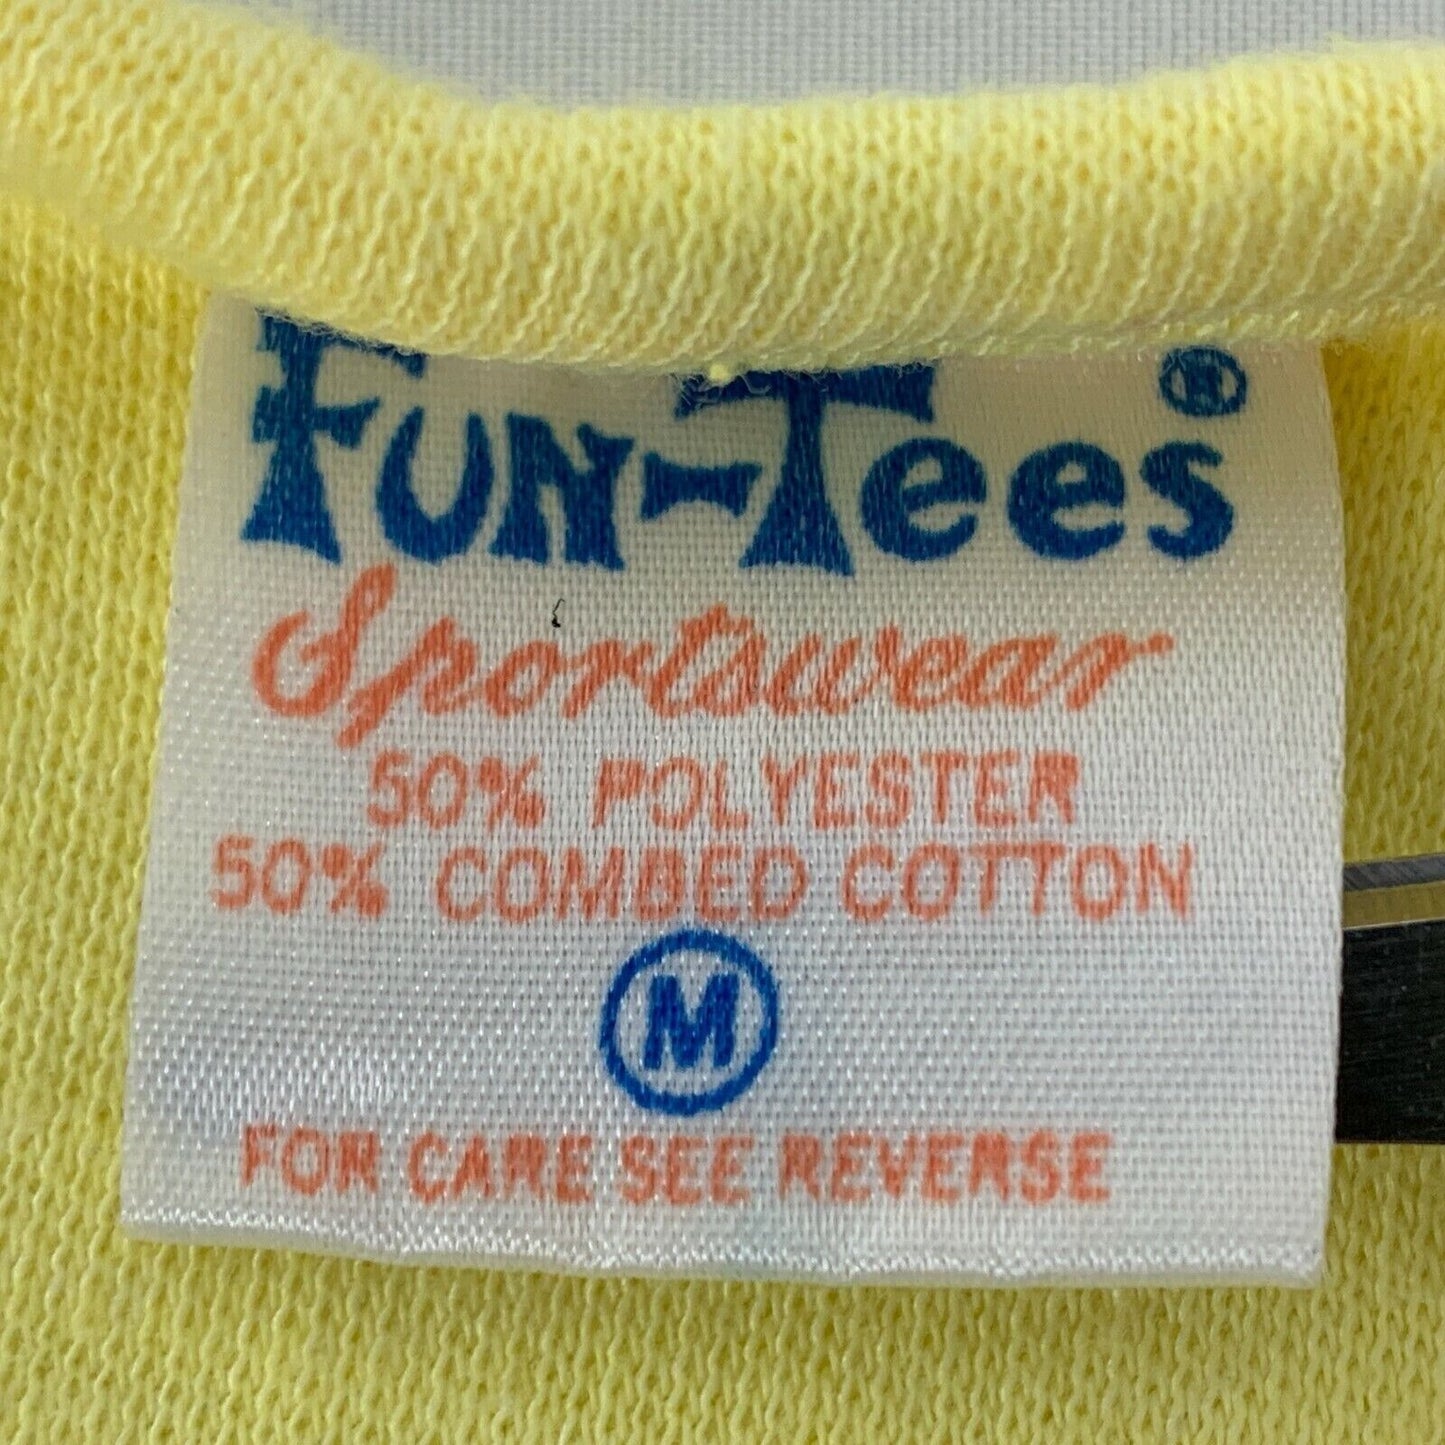 FUN-Tees ®
Sportswear
50% POLYESTER
50% COMBED COTTON
M
FOR CARE SEE REVERSE